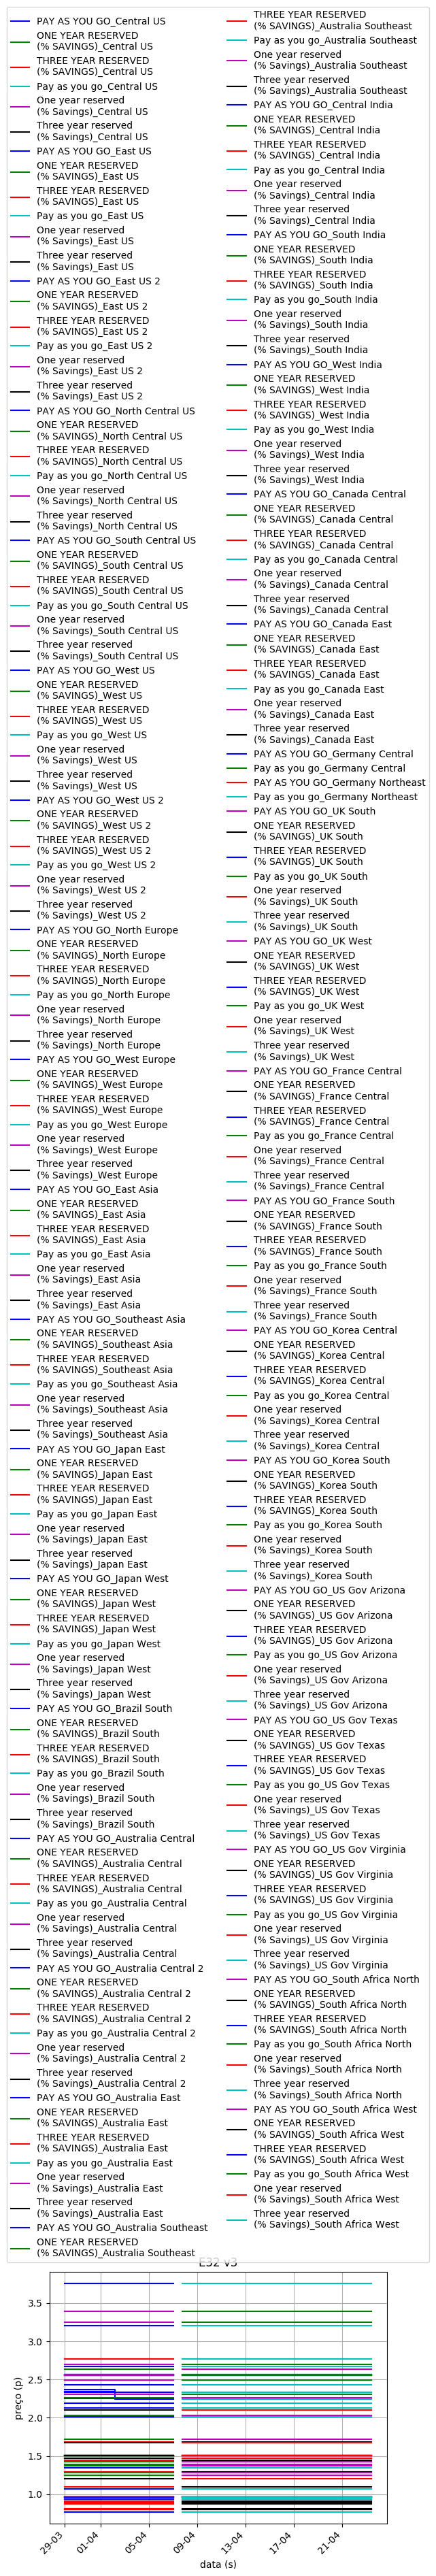 PAY AS YOU GO_Central US
ONE YEAR RESERVED
(% SAVINGS)_Central US
THREE YEAR RESERVED
(% SAVINGS)_Central US
Pay as you go_Central US
One year reserved
(% Savings)_Central US
Three year reserved
(% Savings)_Central US
PAY AS YOU GO_East US
ONE YEAR RESERVED
(% SAVINGS)_East US
THREE YEAR RESERVED
(% SAVINGS)_East US
Pay as you go_East US
One year reserved
(% Savings)_East US
Three year reserved
(% Savings)_East US
PAY AS YOU GO_East US 2
ONE YEAR RESERVED
(% SAVINGS)_East US 2
THREE YEAR RESERVED
(% SAVINGS)_East US 2
Pay as you go_East US 2
One year reserved
(% Savings)_East US 2
Three year reserved
(% Savings)_East US 2
PAY AS YOU GO_North Central US
ONE YEAR RESERVED
(% SAVINGS)_North Central US
THREE YEAR RESERVED
(% SAVINGS)_North Central US
Pay as you go_North Central US
One year reserved
(% Savings)_North Central US
Three year reserved
(% Savings)_North Central US
PAY AS YOU GO_South Central US
ONE YEAR RESERVED
(% SAVINGS)_South Central US
THREE YEAR RESERVED
(% SAVINGS)_South Central US
Pay as you go_South Central US
One year reserved
(% Savings)_South Central US
Three year reserved
(% Savings)_South Central US
PAY AS YOU GO_West US
ONE YEAR RESERVED
(% SAVINGS)_West US
THREE YEAR RESERVED
(% SAVINGS)_West US
Pay as you go_West US
One year reserved
(% Savings)_West US
Three year reserved
(% Savings)_West US
PAY AS YOU GO_West US 2
ONE YEAR RESERVED
(% SAVINGS)_West US 2
THREE YEAR RESERVED
(% SAVINGS)_West US 2
Pay as you go_West US 2
One year reserved
(% Savings)_West US 2
Three year reserved
(% Savings)_West US 2
PAY AS YOU GO_North Europe
ONE YEAR RESERVED
(% SAVINGS)_North Europe
THREE YEAR RESERVED
(% SAVINGS)_North Europe
Pay as you go_North Europe
One year reserved
(% Savings)_North Europe
Three year reserved
(% Savings)_North Europe
PAY AS YOU GO_West Europe
ONE YEAR RESERVED
(% SAVINGS)_West Europe
THREE YEAR RESERVED
(% SAVINGS)_West Europe
Pay as you go_West Europe
One year reserved
(% Savings)_West Europe
Three year reserved
(% Savings)_West Europe
PAY AS YOU GO_East Asia
ONE YEAR RESERVED
(% SAVINGS)_East Asia
THREE YEAR RESERVED
(% SAVINGS)_East Asia
Pay as you go_East Asia
One year reserved
(% Savings)_East Asia
Three year reserved
(% Savings)_East Asia
PAY AS YOU GO_Southeast Asia
ONE YEAR RESERVED
(% SAVINGS)_Southeast Asia
THREE YEAR RESERVED
(% SAVINGS)_Southeast Asia
Pay as you go_Southeast Asia
One year reserved
(% Savings)_Southeast Asia
Three year reserved
(% Savings)_Southeast Asia
PAY AS YOU GO_Japan East
ONE YEAR RESERVED
(% SAVINGS)_Japan East
THREE YEAR RESERVED
(% SAVINGS)_Japan East
Pay as you go_Japan East
One year reserved
(% Savings)_Japan East
Three year reserved
(% Savings)_Japan East
PAY AS YOU GO_Japan West
ONE YEAR RESERVED
(% SAVINGS)_Japan West
THREE YEAR RESERVED
(% SAVINGS)_Japan West
Pay as you go_Japan West
One year reserved
(% Savings)_Japan West
Three year reserved
(% Savings)_Japan West
PAY AS YOU GO_Brazil South
ONE YEAR RESERVED
(% SAVINGS)_Brazil South
THREE YEAR RESERVED
(% SAVINGS)_Brazil South
Pay as you go_Brazil South
One year reserved
(% Savings)_Brazil South
Three year reserved
(% Savings)_Brazil South
PAY AS YOU GO_Australia Central
ONE YEAR RESERVED
(% SAVINGS)_Australia Central
THREE YEAR RESERVED
(% SAVINGS)_Australia Central
Pay as you go_Australia Central
One year reserved
(% Savings)_Australia Central
Three year reserved
(% Savings)_Australia Central
PAY AS YOU GO_Australia Central 2
ONE YEAR RESERVED
(% SAVINGS)_Australia Central 2
THREE YEAR RESERVED
(% SAVINGS)_Australia Central 2
Pay as you go_Australia Central 2
One year reserved
(% Savings)_Australia Central 2
Three year reserved
(% Savings)_Australia Central 2
PAY AS YOU GO_Australia East
ONE YEAR RESERVED
(% SAVINGS)_Australia East
THREE YEAR RESERVED
(% SAVINGS)_Australia East
Pay as you go_Australia East
One year reserved
(% Savings)_Australia East
Three year reserved
(% Savings)_Australia East
PAY AS YOU GO_Australia Southeast
ONE YEAR RESERVED
(% SAVINGS)_Australia Southeast
THREE YEAR RESERVED
(% SAVINGS)_Australia Southeast
Pay as you go_Australia Southeast
One year reserved
(% Savings)_Australia Southeast
Three year reserved
(% Savings)_Australia Southeast
PAY AS YOU GO_Central India
ONE YEAR RESERVED
(% SAVINGS)_Central India
THREE YEAR RESERVED
(% SAVINGS)_Central India
Pay as you go_Central India
One year reserved
(% Savings)_Central India
Three year reserved
(% Savings)_Central India
PAY AS YOU GO_South India
ONE YEAR RESERVED
(% SAVINGS)_South India
THREE YEAR RESERVED
(% SAVINGS)_South India
Pay as you go_South India
One year reserved
(% Savings)_South India
Three year reserved
(% Savings)_South India
PAY AS YOU GO_West India
ONE YEAR RESERVED
(% SAVINGS)_West India
THREE YEAR RESERVED
(% SAVINGS)_West India
Pay as you go_West India
One year reserved
(% Savings)_West India
Three year reserved
(% Savings)_West India
PAY AS YOU GO_Canada Central
ONE YEAR RESERVED
(% SAVINGS)_Canada Central
THREE YEAR RESERVED
(% SAVINGS)_Canada Central
Pay as you go_Canada Central
One year reserved
(% Savings)_Canada Central
Three year reserved
(% Savings)_Canada Central
PAY AS YOU GO_Canada East
ONE YEAR RESERVED
(% SAVINGS)_Canada East
THREE YEAR RESERVED
(% SAVINGS)_Canada East
Pay as you go_Canada East
One year reserved
(% Savings)_Canada East
Three year reserved
(% Savings)_Canada East
PAY AS YOU GO_Germany Central
Pay as you go_Germany Central
PAY AS YOU GO_Germany Northeast
Pay as you go_Germany Northeast
PAY AS YOU GO_UK South
ONE YEAR RESERVED
(% SAVINGS)_UK South
THREE YEAR RESERVED
(% SAVINGS)_UK South
Pay as you go_UK South
One year reserved
(% Savings)_UK South
Three year reserved
(% Savings)_UK South
PAY AS YOU GO_UK West
ONE YEAR RESERVED
(% SAVINGS)_UK West
THREE YEAR RESERVED
(% SAVINGS)_UK West
Pay as you go_UK West
One year reserved
(% Savings)_UK West
Three year reserved
(% Savings)_UK West
PAY AS YOU GO_France Central
ONE YEAR RESERVED
(% SAVINGS)_France Central
THREE YEAR RESERVED
(% SAVINGS)_France Central
Pay as you go_France Central
One year reserved
(% Savings)_France Central
Three year reserved
(% Savings)_France Central
PAY AS YOU GO_France South
ONE YEAR RESERVED
(% SAVINGS)_France South
THREE YEAR RESERVED
(% SAVINGS)_France South
Pay as you go_France South
One year reserved
(% Savings)_France South
Three year reserved
(% Savings)_France South
PAY AS YOU GO_Korea Central
ONE YEAR RESERVED
(% SAVINGS)_Korea Central
THREE YEAR RESERVED
(% SAVINGS)_Korea Central
Pay as you go_Korea Central
One year reserved
(% Savings)_Korea Central
Three year reserved
(% Savings)_Korea Central
PAY AS YOU GO_Korea South
ONE YEAR RESERVED
(% SAVINGS)_Korea South
THREE YEAR RESERVED
(% SAVINGS)_Korea South
Pay as you go_Korea South
One year reserved
(% Savings)_Korea South
Three year reserved
(% Savings)_Korea South
PAY AS YOU GO_US Gov Arizona
ONE YEAR RESERVED
(% SAVINGS)_US Gov Arizona
THREE YEAR RESERVED
(% SAVINGS)_US Gov Arizona
Pay as you go_US Gov Arizona
One year reserved
(% Savings)_US Gov Arizona
Three year reserved
(% Savings)_US Gov Arizona
PAY AS YOU GO_US Gov Texas
ONE YEAR RESERVED
(% SAVINGS)_US Gov Texas
THREE YEAR RESERVED
(% SAVINGS)_US Gov Texas
Pay as you go_US Gov Texas
One year reserved
(% Savings)_US Gov Texas
Three year reserved
(% Savings)_US Gov Texas
PAY AS YOU GO_US Gov Virginia
ONE YEAR RESERVED
(% SAVINGS)_US Gov Virginia
THREE YEAR RESERVED
(% SAVINGS)_US Gov Virginia
Pay as you go_US Gov Virginia
One year reserved
(% Savings)_US Gov Virginia
Three year reserved
(% Savings)_US Gov Virginia
PAY AS YOU GO_South Africa North
ONE YEAR RESERVED
(% SAVINGS)_South Africa North
THREE YEAR RESERVED
(% SAVINGS)_South Africa North
Pay as you go_South Africa North
One year reserved
(% Savings)_South Africa North
Three year reserved
(% Savings)_South Africa North
PAY AS YOU GO_South Africa West
ONE YEAR RESERVED
(% SAVINGS)_South Africa West
THREE YEAR RESERVED
(% SAVINGS)_South Africa West
Pay as you go_South Africa West
One year reserved
(% Savings)_South Africa West
Three year reserved
(% Savings)_South Africa West
E32 v3
preço (p)
3.5
3.0
2.5
2.0
1.5
1.0
29-03
01-04
05-04
09-04
13-04
17-04
21-04
data (s)